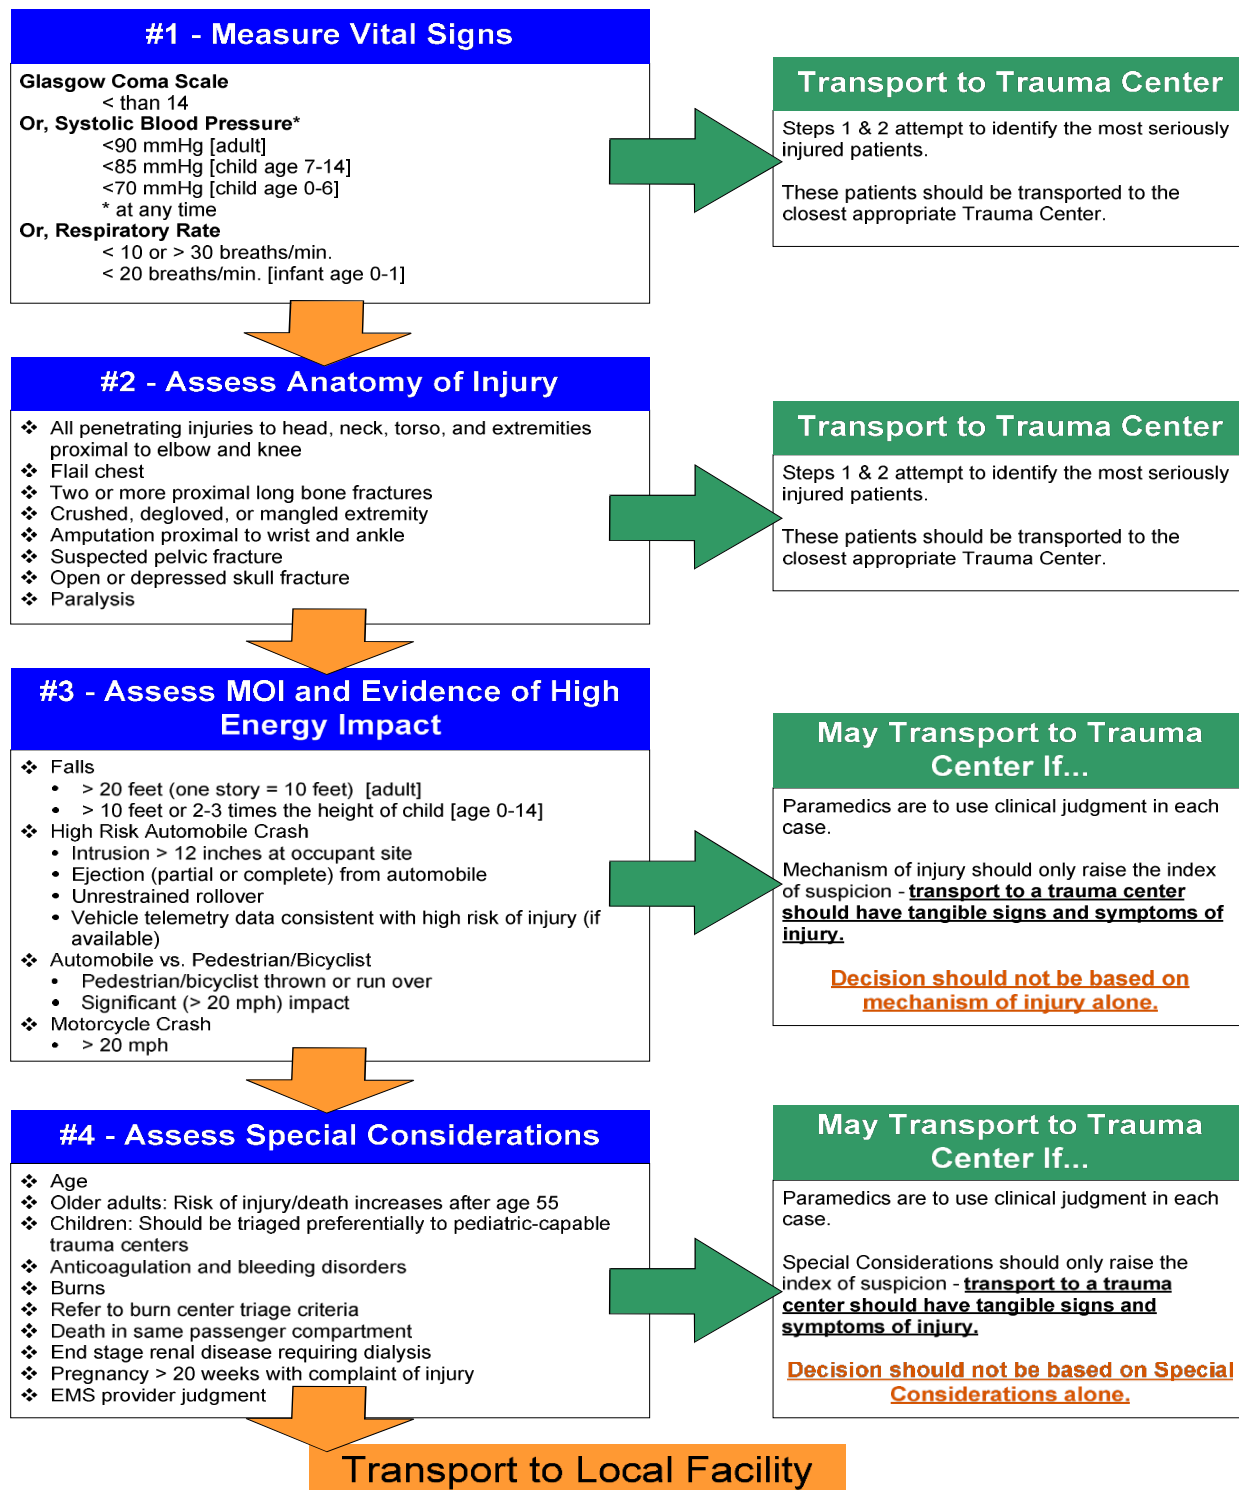 #1 - Measure Vital Signs
Glasgow Coma Scale
< than 14
Or, Systolic Blood Pressure*
<90 mmHg [adult]
<85 mmHg [child age 7-14]
<70 mmHg [child age 0-6]
* at any time
Or, Respiratory Rate
< 10 or > 30 breaths/min.
< 20 breaths/min. [infant age 0-1]
Transport to Trauma Center
Steps 1 & 2 attempt to identify the most seriously
injured patients.
These patients should be transported to the
closest appropriate Trauma Center.
#2 - Assess Anatomy of Injury
❖ All penetrating injuries to head, neck, torso, and extremities
proximal to elbow and knee
❖ Flail chest
❖ Two or more proximal long bone fractures
❖ Crushed, degloved, or mangled extremity
❖ Amputation proximal to wrist and ankle
❖ Suspected pelvic fracture
❖ Open or depressed skull fracture
❖ Paralysis
Transport to Trauma Center
Steps 1 & 2 attempt to identify the most seriously
injured patients.
These patients should be transported to the
closest appropriate Trauma Center.
#3 - Assess MOI and Evidence of High
Energy Impact
❖ Falls
• > 20 feet (one story = 10 feet) [adult]
• > 10 feet or 2-3 times the height of child [age 0-14]
❖ High Risk Automobile Crash
• Intrusion > 12 inches at occupant site
• Ejection (partial or complete) from automobile
• Unrestrained rollover
• Vehicle telemetry data consistent with high risk of injury (if
available)
❖ Automobile vs. Pedestrian/Bicyclist
• Pedestrian/bicyclist thrown or run over
• Significant (> 20 mph) impact
❖ Motorcycle Crash
• > 20 mph
May Transport to Trauma
Center If...
Paramedics are to use clinical judgment in each
case.
Mechanism of injury should only raise the index
of suspicion - transport to a trauma center
should have tangible signs and symptoms of
injury.
Decision should not be based on
mechanism of injury alone.
#4 - Assess Special Considerations
❖ Age
❖ Older adults: Risk of injury/death increases after age 55
❖ Children: Should be triaged preferentially to pediatric-capable
trauma centers
❖ Anticoagulation and bleeding disorders
❖ Burns
❖ Refer to burn center triage criteria
❖ Death in same passenger compartment
❖ End stage renal disease requiring dialysis
❖ Pregnancy > 20 weeks with complaint of injury
❖ EMS provider judgment
May Transport to Trauma
Center If...
Paramedics are to use clinical judgment in each
case.
Special Considerations should only raise the
index of suspicion - transport to a trauma
center should have tangible signs and
symptoms of injury.
Decision should not be based on Special
Considerations alone.
Transport to Local Facility